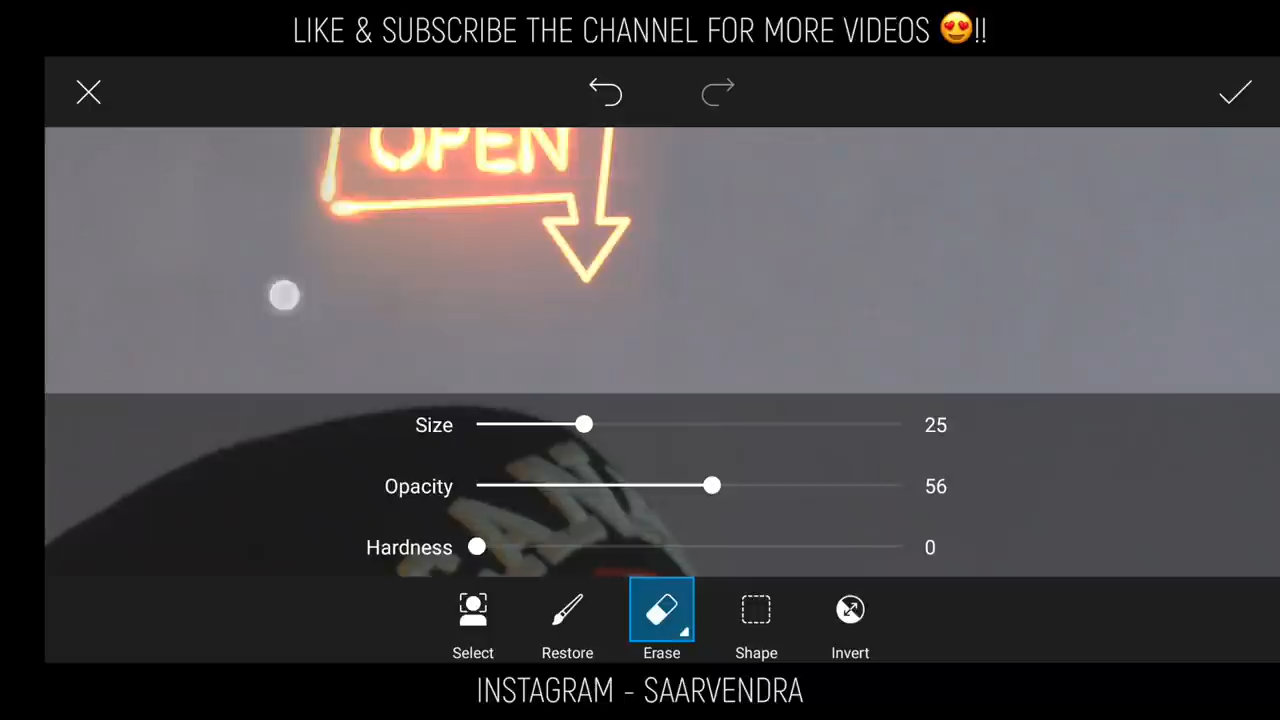 LIKE & SUBSCRIBE THE CHANNEL FOR MORE VIDEOS 😍!!
OPEN
Size 25
Opacity 56
Hardness 0
Select Restore Erase Shape Invert
INSTAGRAM - SAARVENDRA